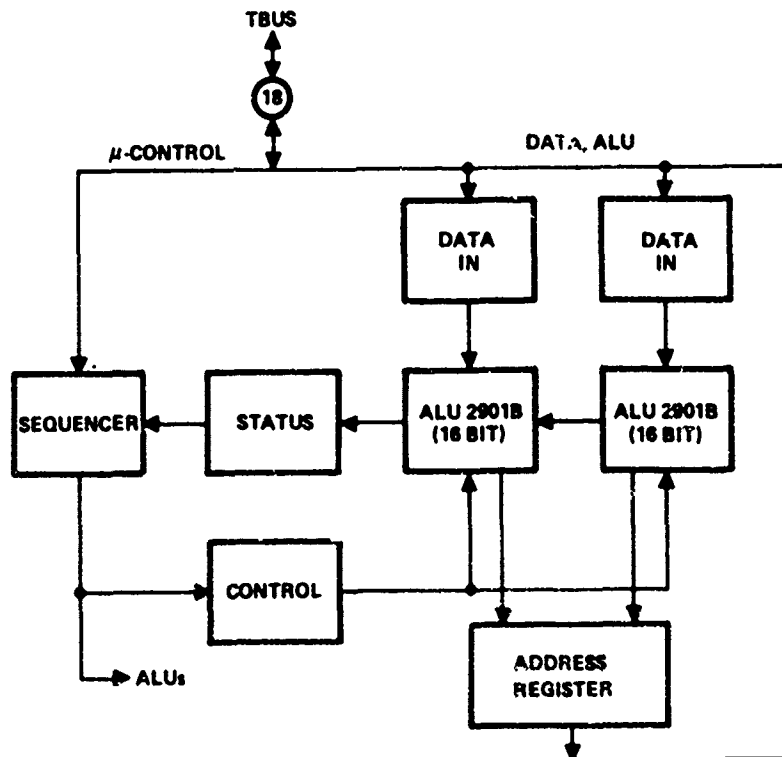 TBUS
18
μ-CONTROL
DATA, ALU
DATA
IN
DATA
IN
SEQUENCER
STATUS
ALU 2901B
(16 BIT)
ALU 2901B
(16 BIT)
CONTROL
ALUs
ADDRESS
REGISTER